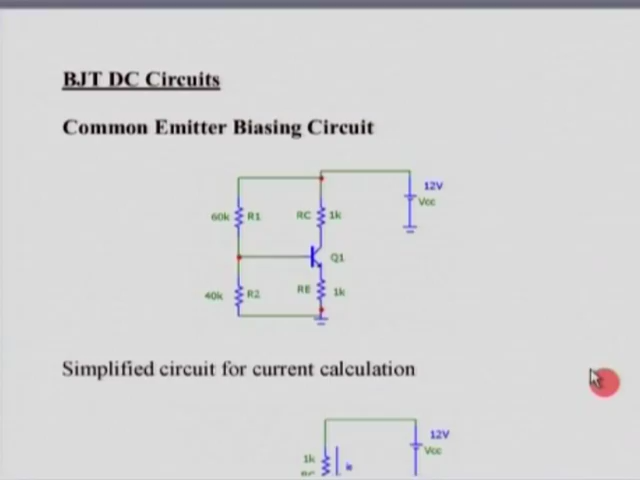 BJT DC Circuits
Common Emitter Biasing Circuit
12V
Vcc
60k R1 RC 1k
Q1
40k R2 RE 1k
Simplified circuit for current calculation
12V
Vcc
1k